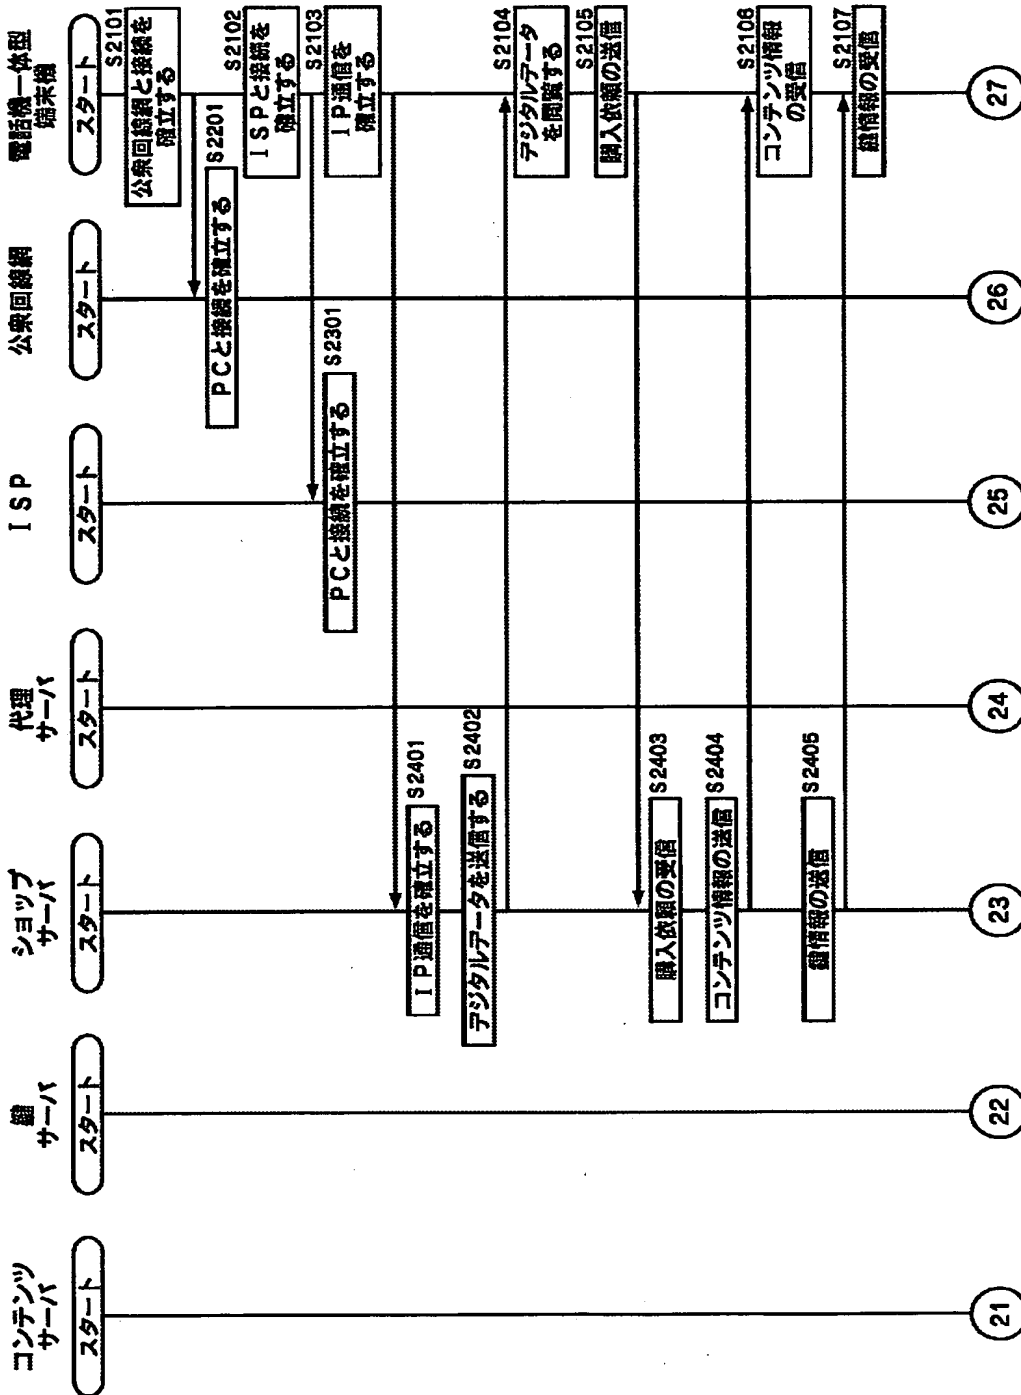 電話機一体型
端末機
スタート
S2101
公衆回線網と接続を
確立する
S2102
ISPと接続を
確立する
S2103
IP通信を
確立する
S2104
デジタルデータ
を閲覧する
S2105
購入依頼の送信
S2106
コンテンツ情報
の受信
S2107
鍵情報の受信
27
公衆回線網
スタート
S2201
PCと接続を確立する
26
ISP
スタート
S2301
PCと接続を確立する
25
代理
サーバ
スタート
24
ショップ
サーバ
スタート
S2401
IP通信を確立する
S2402
デジタルデータを送信する
S2403
購入依頼の受信
S2404
コンテンツ情報の送信
S2405
鍵情報の送信
23
鍵
サーバ
スタート
22
コンテンツ
サーバ
スタート
21